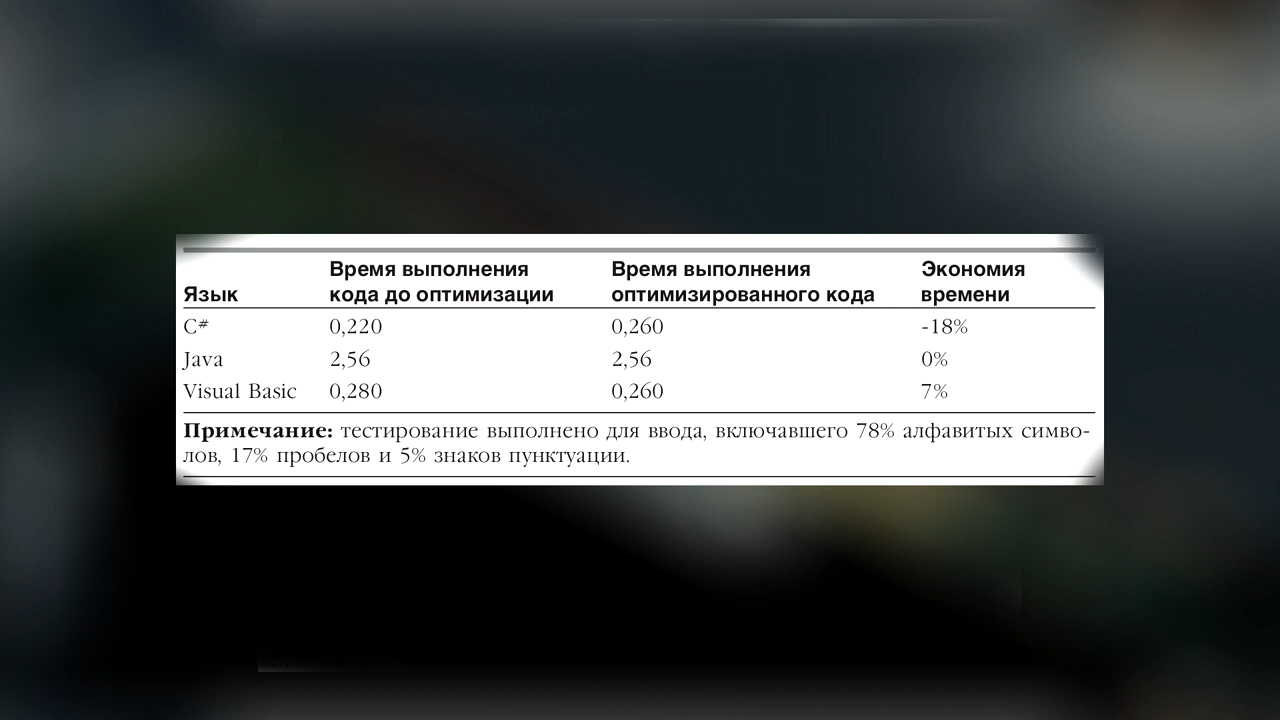 Язык Время выполнения кода до оптимизации Время выполнения оптимизированного кода Экономия времени
C# 0,220 0,260 -18%
Java 2,56 2,56 0%
Visual Basic 0,280 0,260 7%
Примечание: тестирование выполнено для ввода, включавшего 78% алфавитых симво-
лов, 17% пробелов и 5% знаков пунктуации.